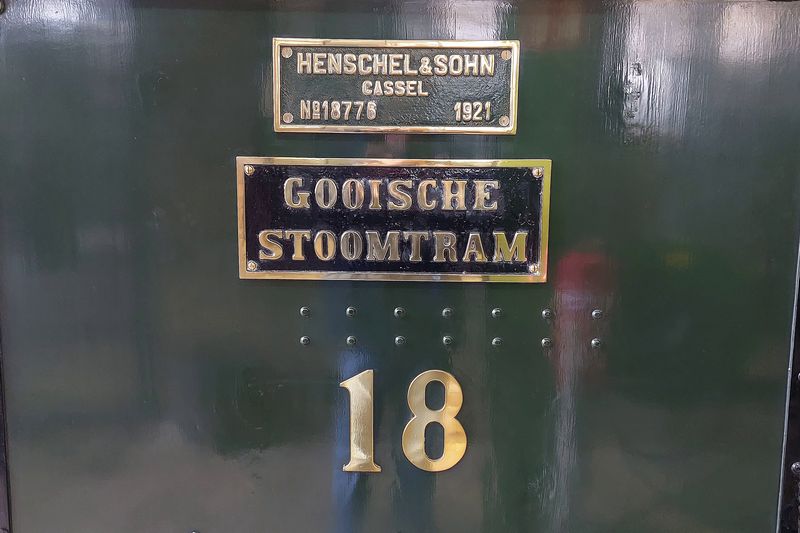 HENSCHEL&SOHN
CASSEL
Nº18776 1921
GOOISCHE
STOOMTRAM
18